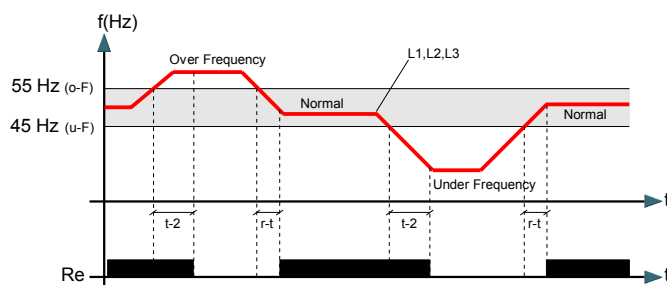 f(Hz)
Over Frequency
L1,L2,L3
55 Hz (o-F)
Normal
Normal
45 Hz (u-F)
Under Frequency
t
t-2
r-t
t-2
r-t
Re
t